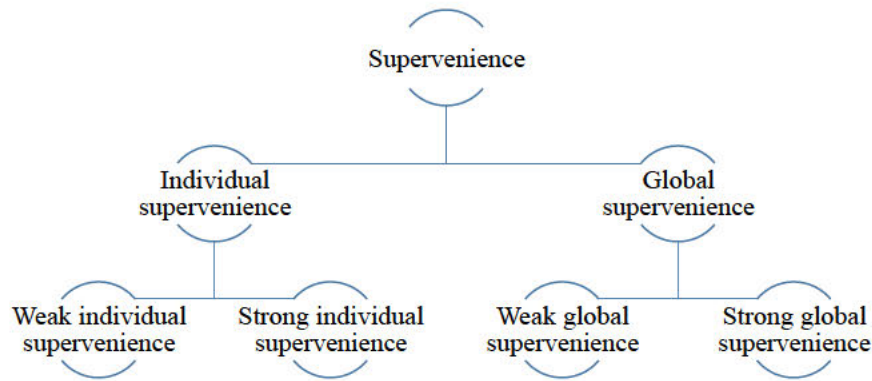 Supervenience
Individual
supervenience
Global
supervenience
Weak individual
supervenience
Strong individual
supervenience
Weak global
supervenience
Strong global
supervenience